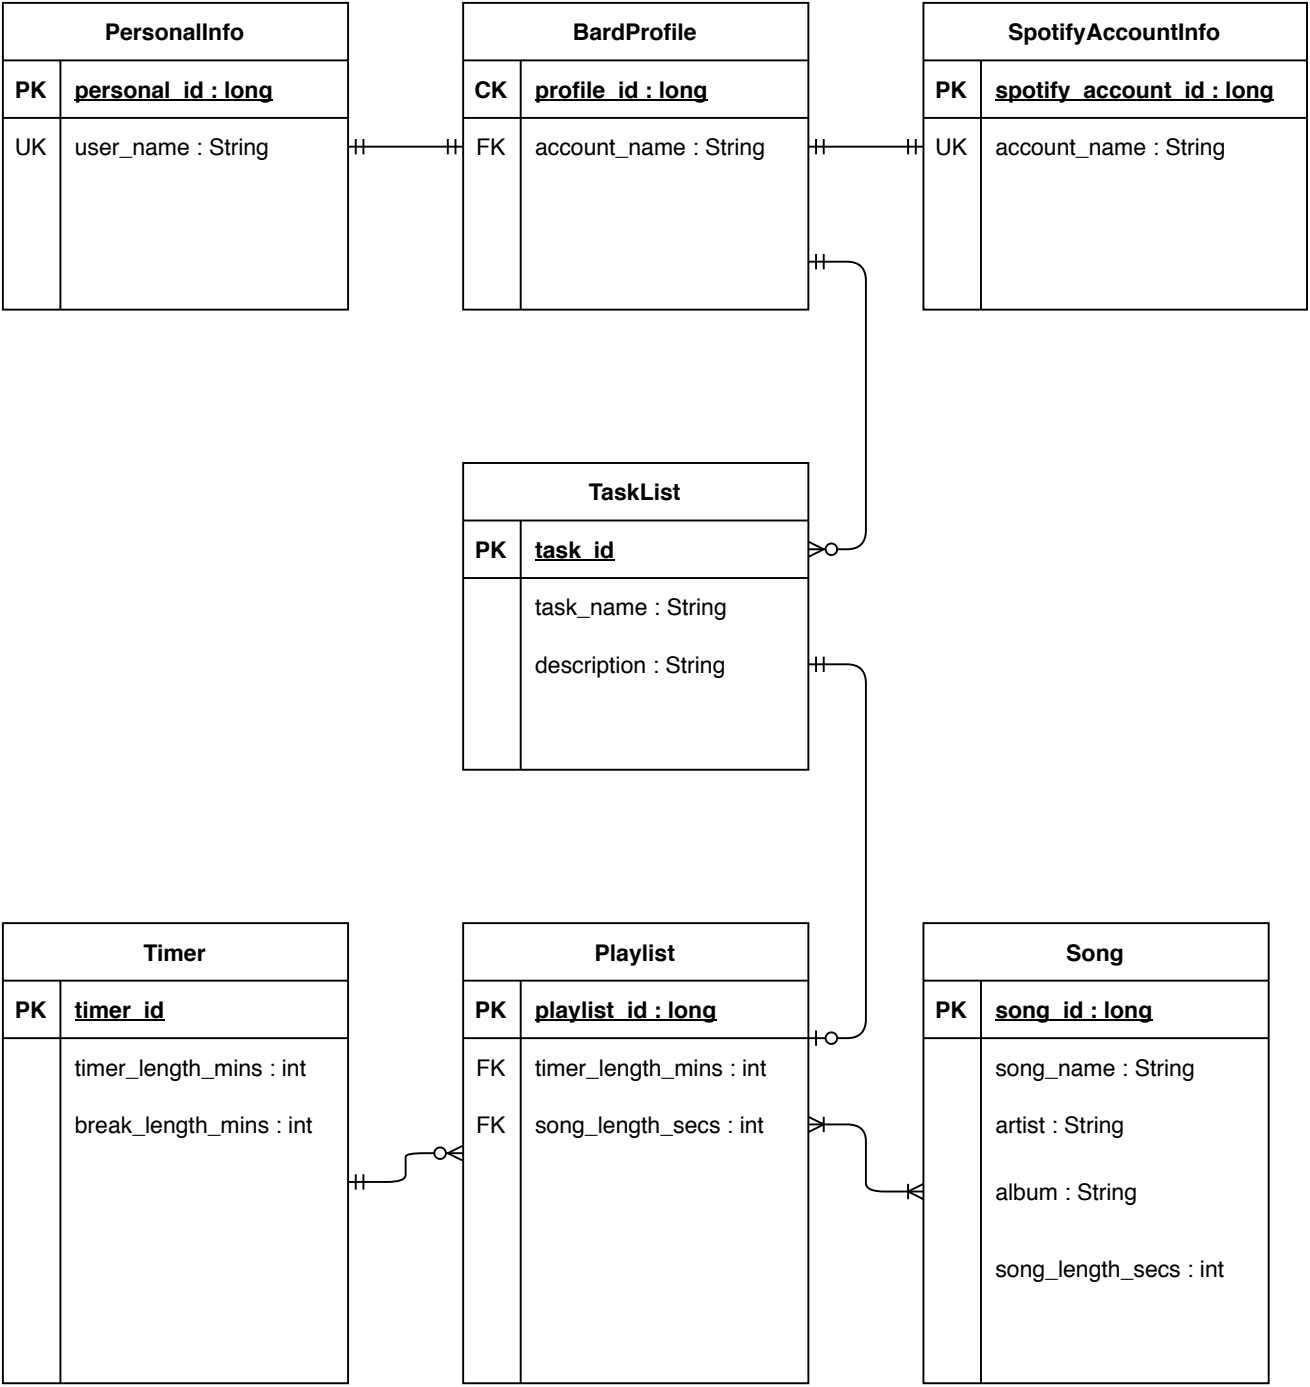 PersonalInfo
PK personal_id : long
UK user_name : String
BardProfile
CK profile_id : long
FK account_name : String
SpotifyAccountInfo
PK spotify_account_id : long
UK account_name : String
TaskList
PK task_id
task_name : String
description : String
Timer
PK timer_id
timer_length_mins : int
break_length_mins : int
Playlist
PK playlist_id : long
FK timer_length_mins : int
FK song_length_secs : int
Song
PK song_id : long
song_name : String
artist : String
album : String
song_length_secs : int